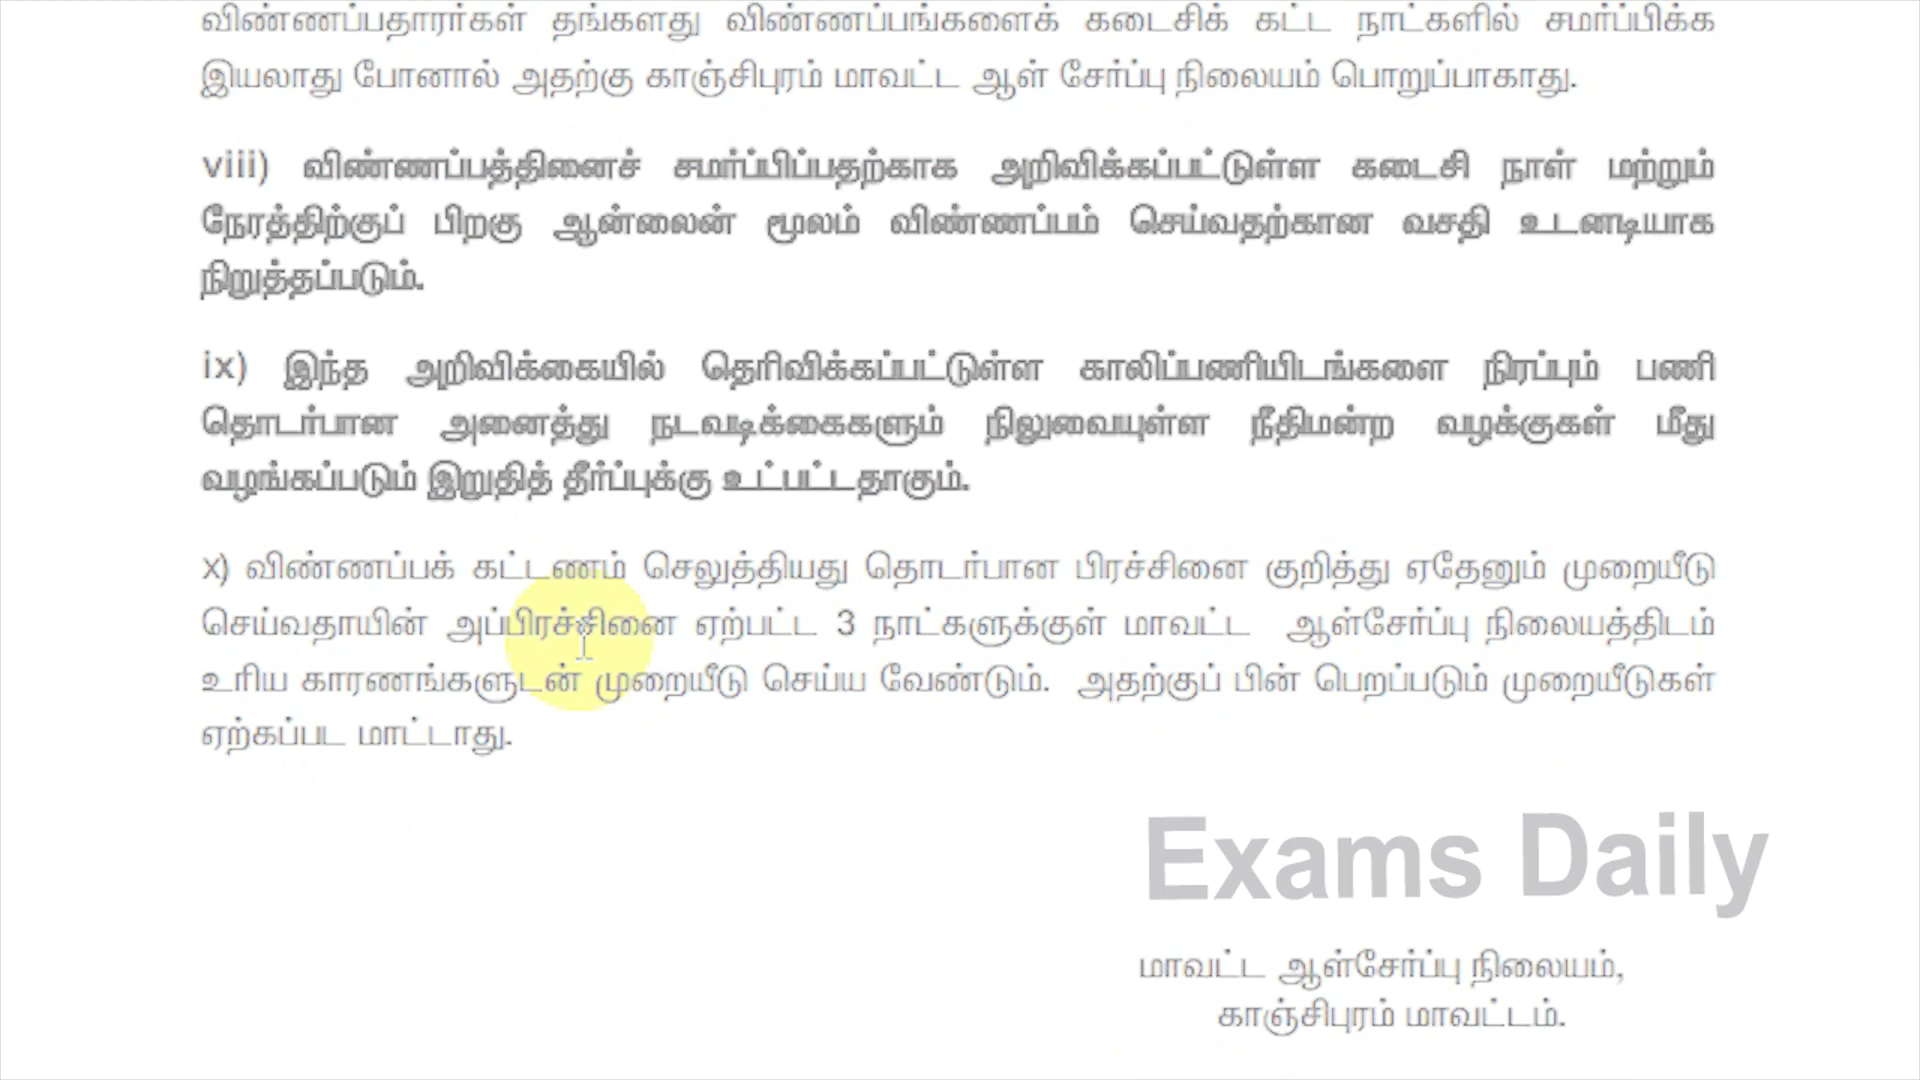 விண்ணப்பதாரர்கள் தங்களது விண்ணப்பங்களைக் கடைசிக் கட்ட நாட்களில் சமர்ப்பிக்க
இயலாது போனால் அதற்கு காஞ்சிபுரம் மாவட்ட ஆள் சேர்ப்பு நிலையம் பொறுப்பாகாது.
viii) விண்ணப்பத்தினைச் சமர்ப்பிப்பதற்காக அறிவிக்கப்பட்டுள்ள கடைசி நாள் மற்றும்
நேரத்திற்குப் பிறகு ஆன்லைன் மூலம் விண்ணப்பம் செய்வதற்கான வசதி உடனடியாக
நிறுத்தப்படும்.
ix) இந்த அறிவிக்கையில் தெரிவிக்கப்பட்டுள்ள காலிப்பணியிடங்களை நிரப்பும் பணி
தொடர்பான அனைத்து நடவடிக்கைகளும் நிலுவையுள்ள நீதிமன்ற வழக்குகள் மீது
வழங்கப்படும் இறுதித் தீர்ப்புக்கு உட்பட்டதாகும்.
x) விண்ணப்பக் கட்டணம் செலுத்தியது தொடர்பான பிரச்சினை குறித்து ஏதேனும் முறையீடு
செய்வதாயின் அப்பிரச்சினை ஏற்பட்ட 3 நாட்களுக்குள் மாவட்ட ஆள்சேர்ப்பு நிலையத்திடம்
உரிய காரணங்களுடன் முறையீடு செய்ய வேண்டும். அதற்குப் பின் பெறப்படும் முறையீடுகள்
ஏற்கப்பட மாட்டாது.
Exams Daily
மாவட்ட ஆள்சேர்ப்பு நிலையம்,
காஞ்சிபுரம் மாவட்டம்.